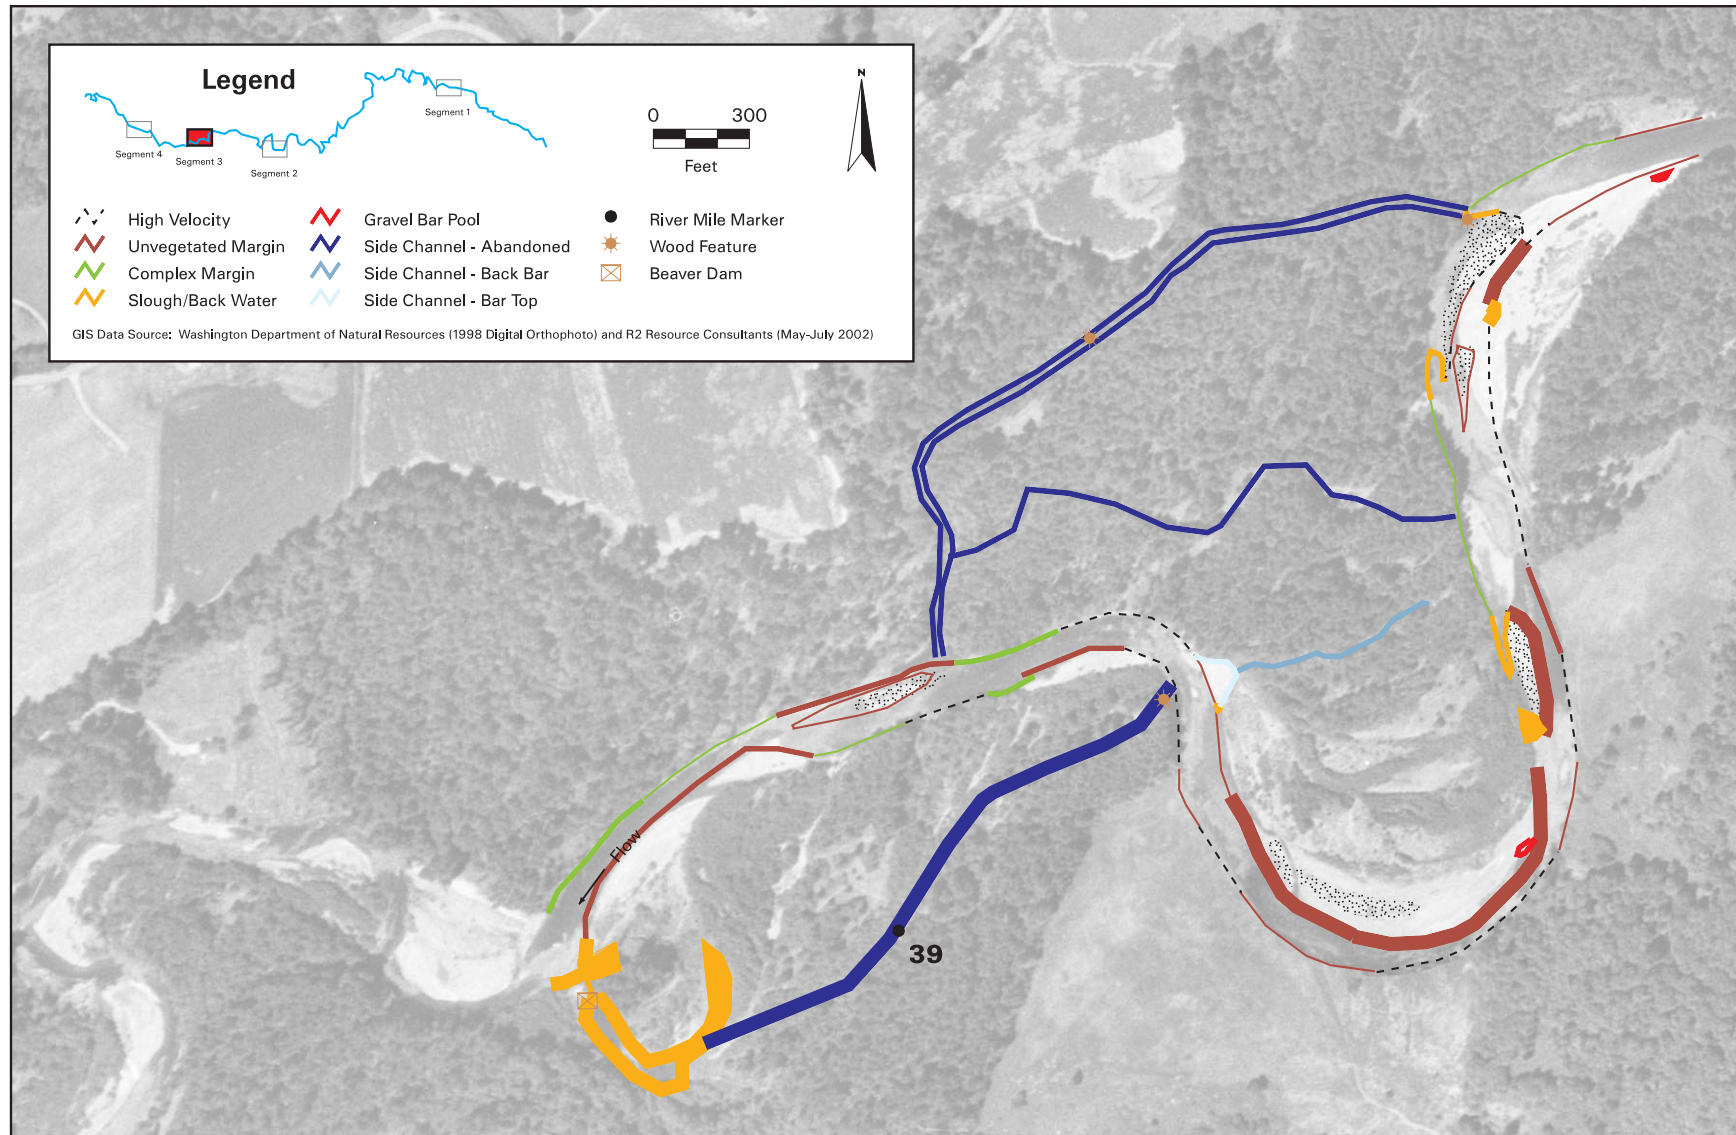 Legend
Segment 1
Segment 4
Segment 3
Segment 2
N
0 300
Feet
High Velocity
Unvegetated Margin
Complex Margin
Slough/Back Water
Gravel Bar Pool
Side Channel - Abandoned
Side Channel - Back Bar
Side Channel - Bar Top
River Mile Marker
Wood Feature
Beaver Dam
GIS Data Source: Washington Department of Natural Resources (1998 Digital Orthophoto) and R2 Resource Consultants (May-July 2002)
Flow
39